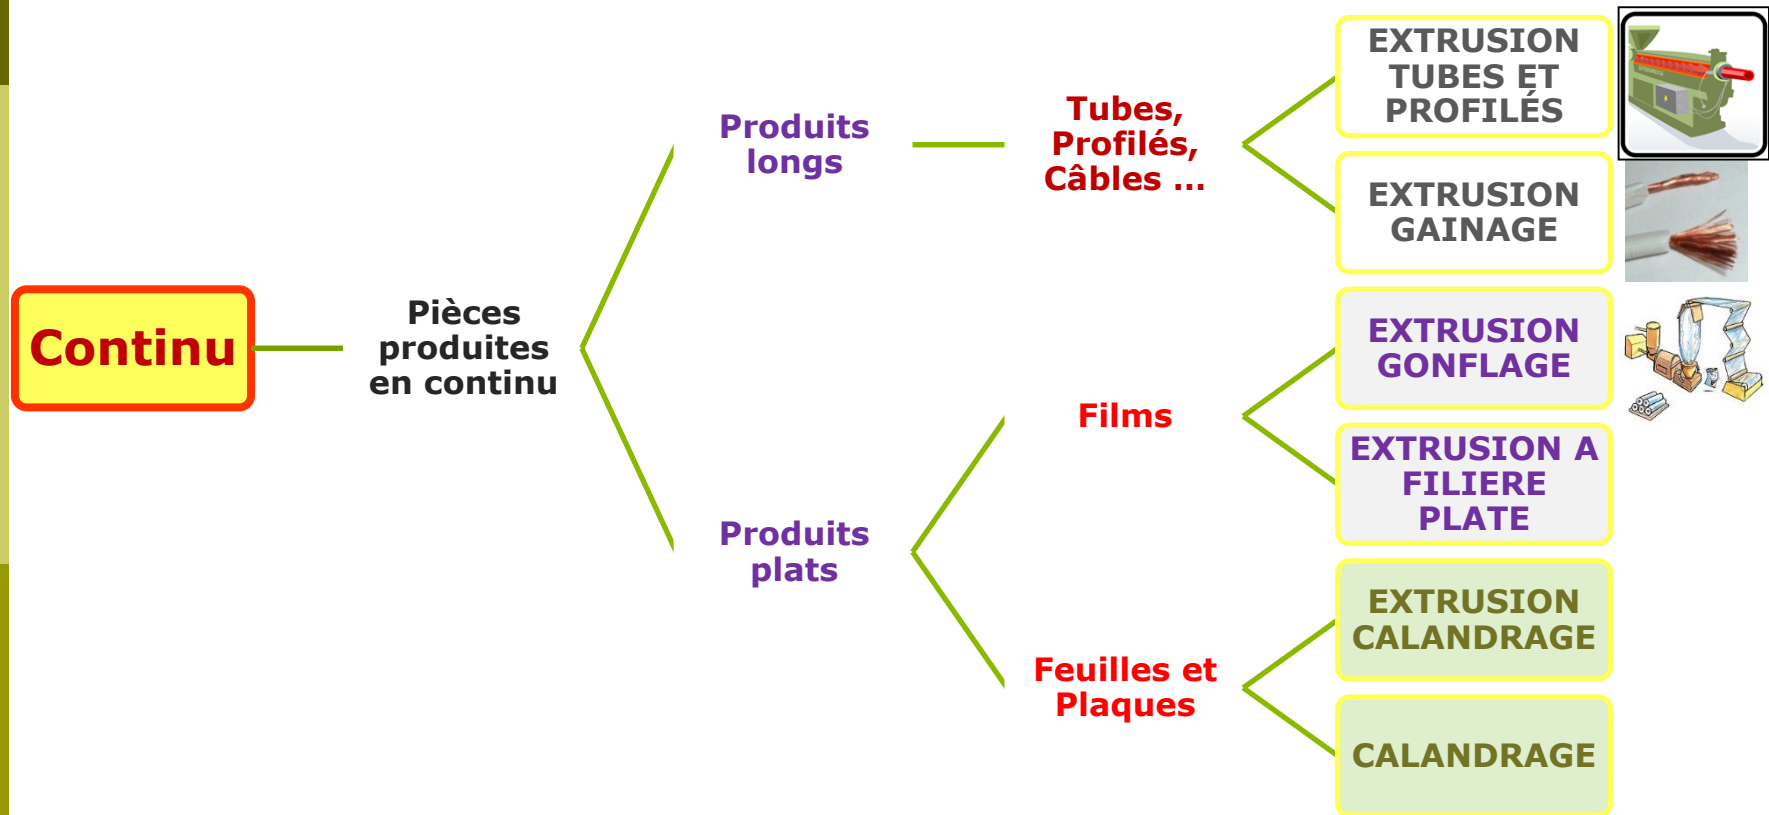 Continu
Pièces
produites
en continu
Produits
longs
Tubes,
Profilés,
Câbles ...
EXTRUSION
TUBES ET
PROFILÉS
EXTRUSION
GAINAGE
Produits
plats
Films
EXTRUSION
GONFLAGE
EXTRUSION A
FILIERE
PLATE
Feuilles et
Plaques
EXTRUSION
CALANDRAGE
CALANDRAGE